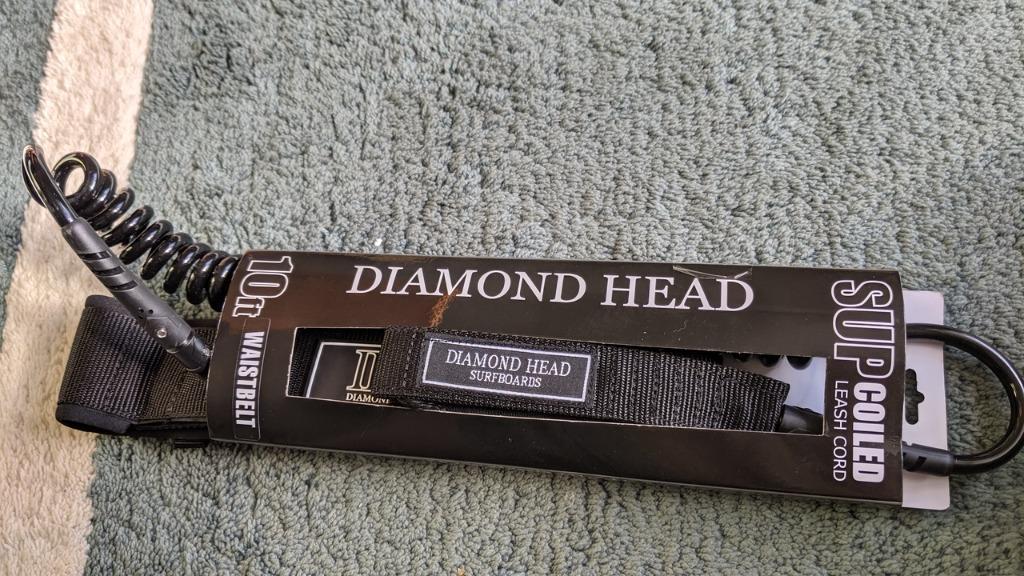 10ft
WAISTBELT
DIAMOND HEAD
DIAMOND HEAD
SURFBOARDS
SUP
COILED
LEASH CORD